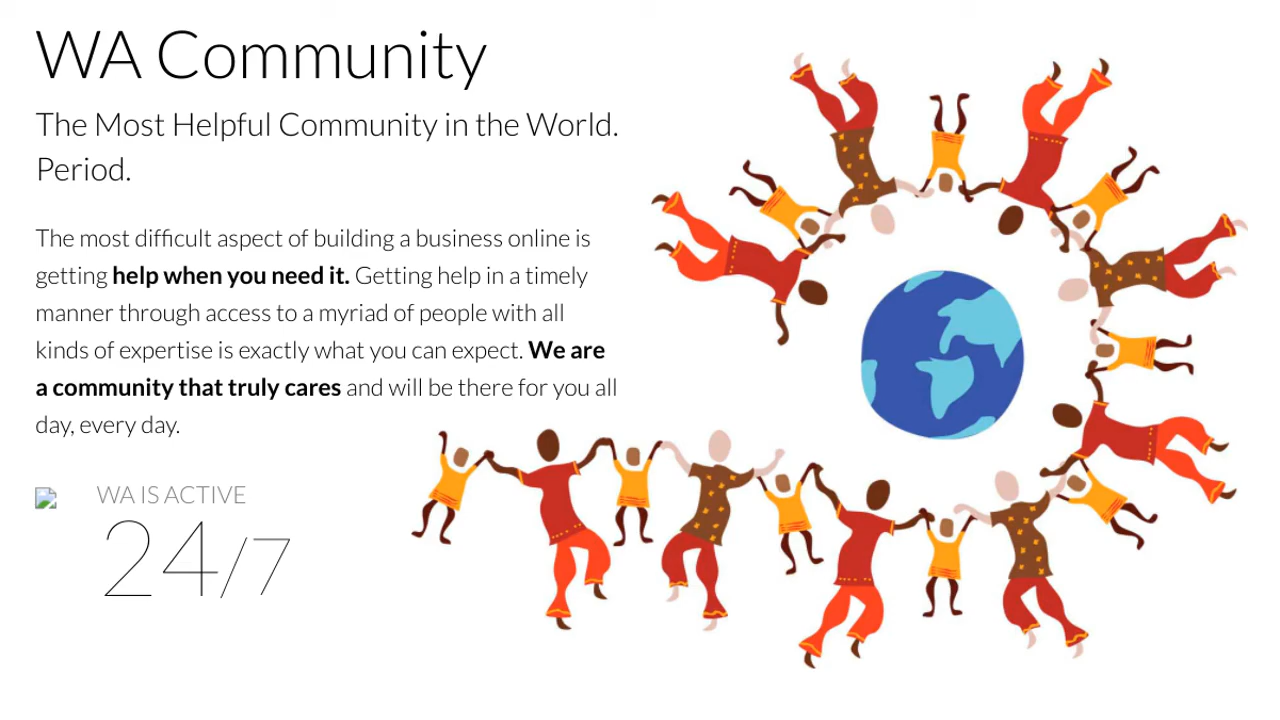 WA Community
The Most Helpful Community in the World.
Period.
The most difficult aspect of building a business online is
getting help when you need it. Getting help in a timely
manner through access to a myriad of people with all
kinds of expertise is exactly what you can expect. We are
a community that truly cares and will be there for you all
day, every day.
WA IS ACTIVE
24/7